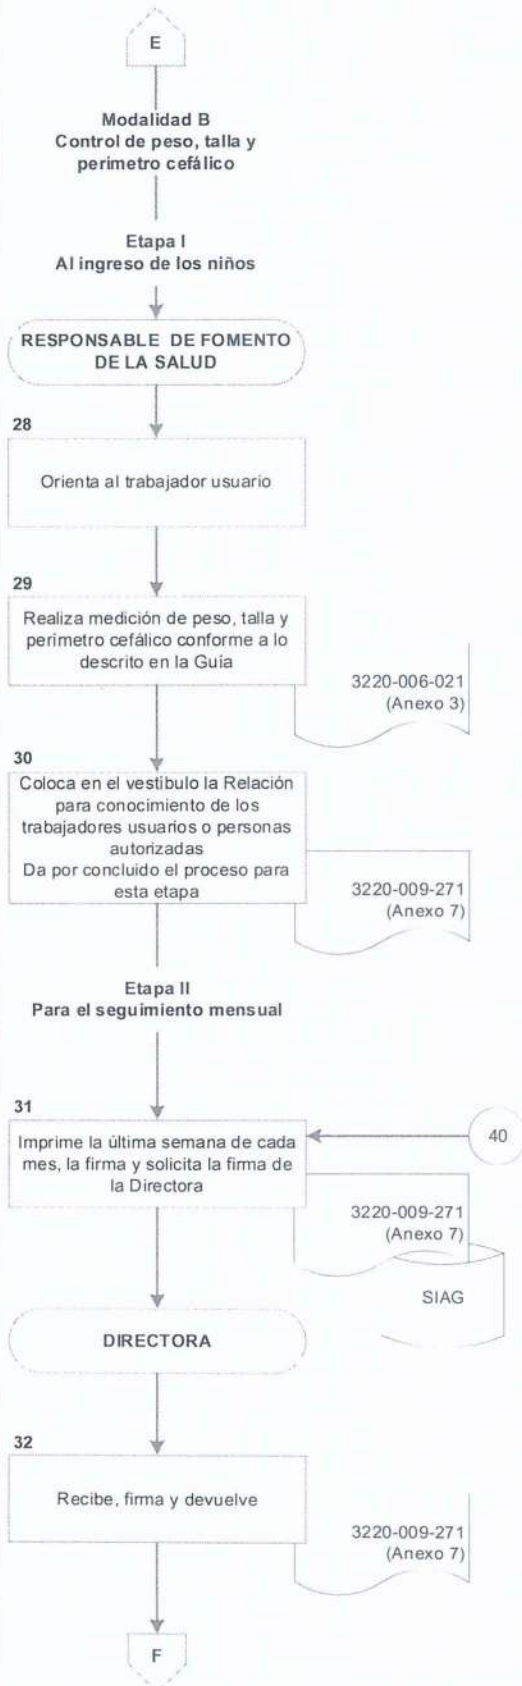 E
Modalidad B
Control de peso, talla y
perimetro cefálico
Etapa I
Al ingreso de los niños
RESPONSABLE DE FOMENTO
DE LA SALUD
28
Orienta al trabajador usuario
29
Realiza medición de peso, talla y
perimetro cefálico conforme a lo
descrito en la Guía
3220-006-021
(Anexo 3)
30
Coloca en el vestibulo la Relación
para conocimiento de los
trabajadores usuarios o personas
autorizadas
Da por concluido el proceso para
esta etapa
3220-009-271
(Anexo 7)
Etapa II
Para el seguimiento mensual
31
Imprime la última semana de cada
mes, la firma y solicita la firma de
la Directora
40
3220-009-271
(Anexo 7)
SIAG
DIRECTORA
32
Recibe, firma y devuelve
3220-009-271
(Anexo 7)
F